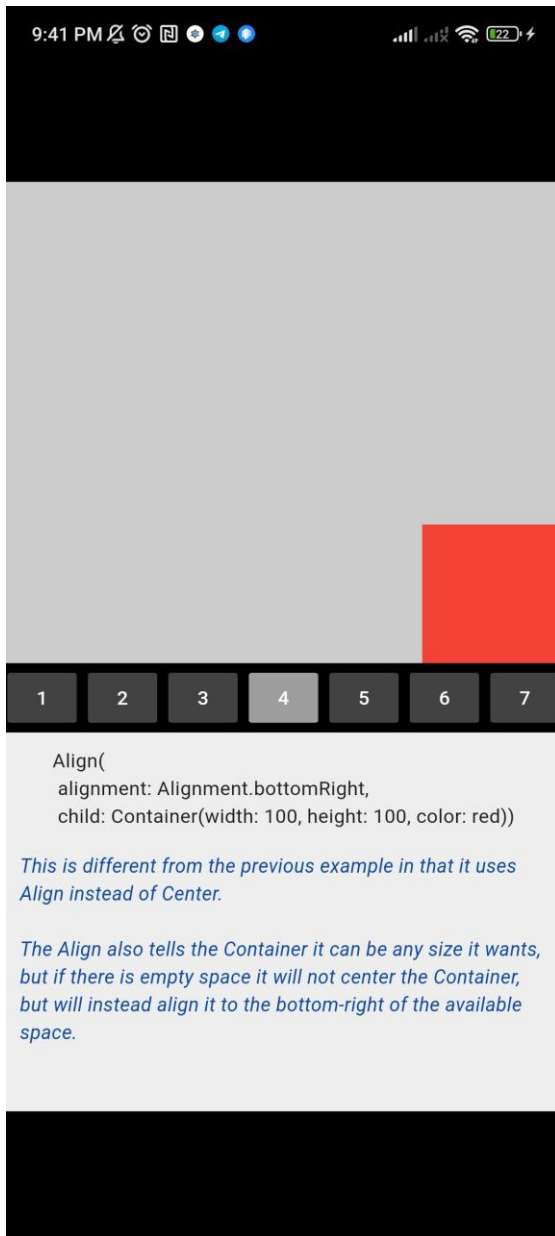 9:41 PM 22
1 2 3 4 5 6 7
Align(
alignment: Alignment.bottomRight,
child: Container(width: 100, height: 100, color: red))
This is different from the previous example in that it uses
Align instead of Center.
The Align also tells the Container it can be any size it wants,
but if there is empty space it will not center the Container,
but will instead align it to the bottom-right of the available
space.